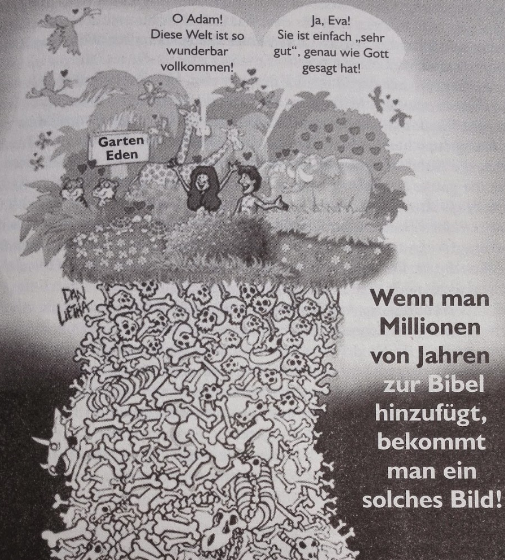 O Adam!
Diese Welt ist so
wunderbar
vollkommen!
Ja, Eva!
Sie ist einfach „sehr
gut“, genau wie Gott
gesagt hat!
Garten
Eden
DAN
LIETHA
Wenn man
Millionen
von Jahren
zur Bibel
hinzufügt,
bekommt
man ein
solches Bild!